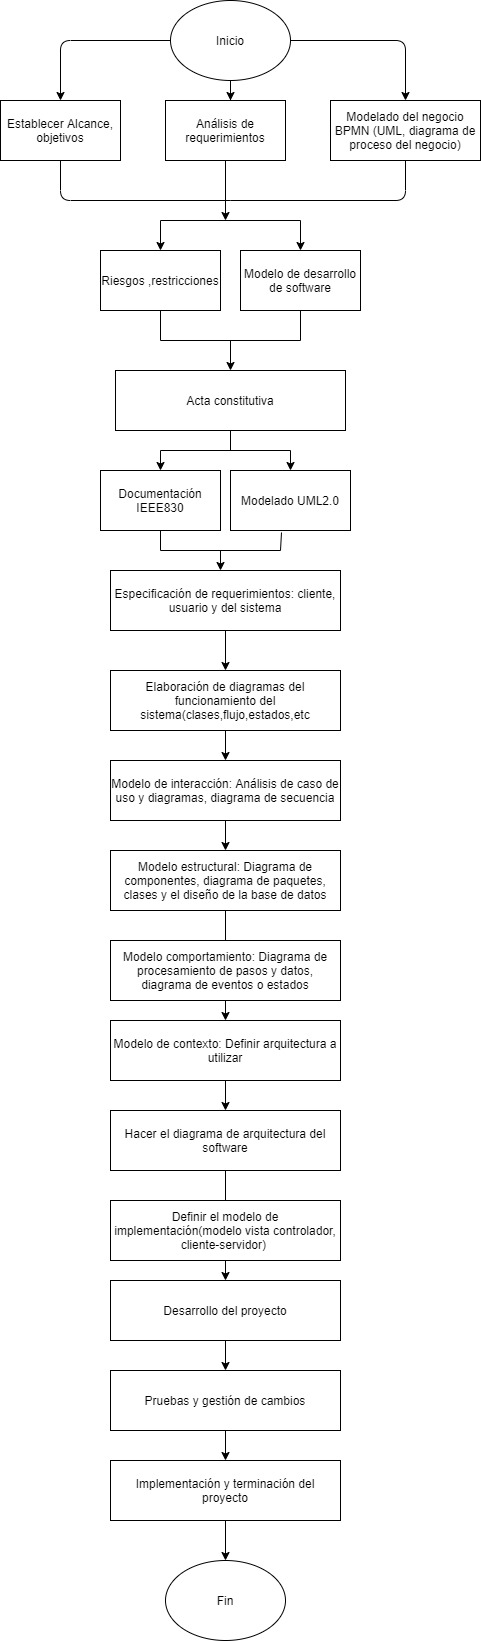 Inicio
Establecer Alcance,
objetivos
Análisis de
requerimientos
Modelado del negocio
BPMN (UML, diagrama de
proceso del negocio)
Riesgos ,restricciones
Modelo de desarrollo
de software
Acta constitutiva
Documentación
IEEE830
Modelado UML2.0
Especificación de requerimientos: cliente,
usuario y del sistema
Elaboración de diagramas del
funcionamiento del
sistema(clases,flujo,estados,etc
Modelo de interacción: Análisis de caso de
uso y diagramas, diagrama de secuencia
Modelo estructural: Diagrama de
componentes, diagrama de paquetes,
clases y el diseño de la base de datos
Modelo comportamiento: Diagrama de
procesamiento de pasos y datos,
diagrama de eventos o estados
Modelo de contexto: Definir arquitectura a
utilizar
Hacer el diagrama de arquitectura del
software
Definir el modelo de
implementación(modelo vista controlador,
cliente-servidor)
Desarrollo del proyecto
Pruebas y gestión de cambios
Implementación y terminación del
proyecto
Fin